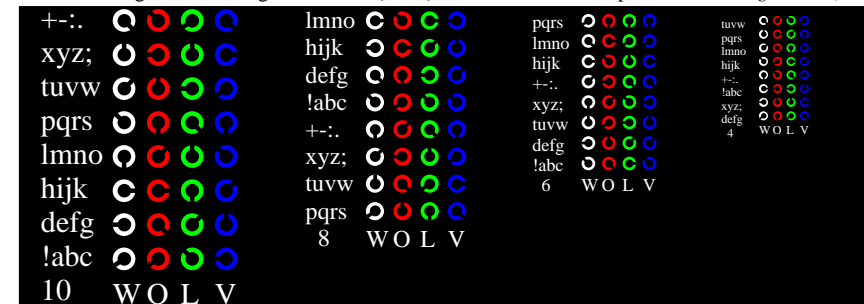 +-:.
xyz;
tuvw
pqrs
lmno
hijk
defg
!abc
10 W O L V
lmno
hijk
defg
!abc
+-:.
xyz;
tuvw
pqrs
8 W O L V
pqrs
lmno
hijk
+-:.
xyz;
tuvw
defg
!abc
6 W O L V
tuvw
pqrs
lmno
hijk
+-:.
!abc
xyz;
defg
4 W O L V